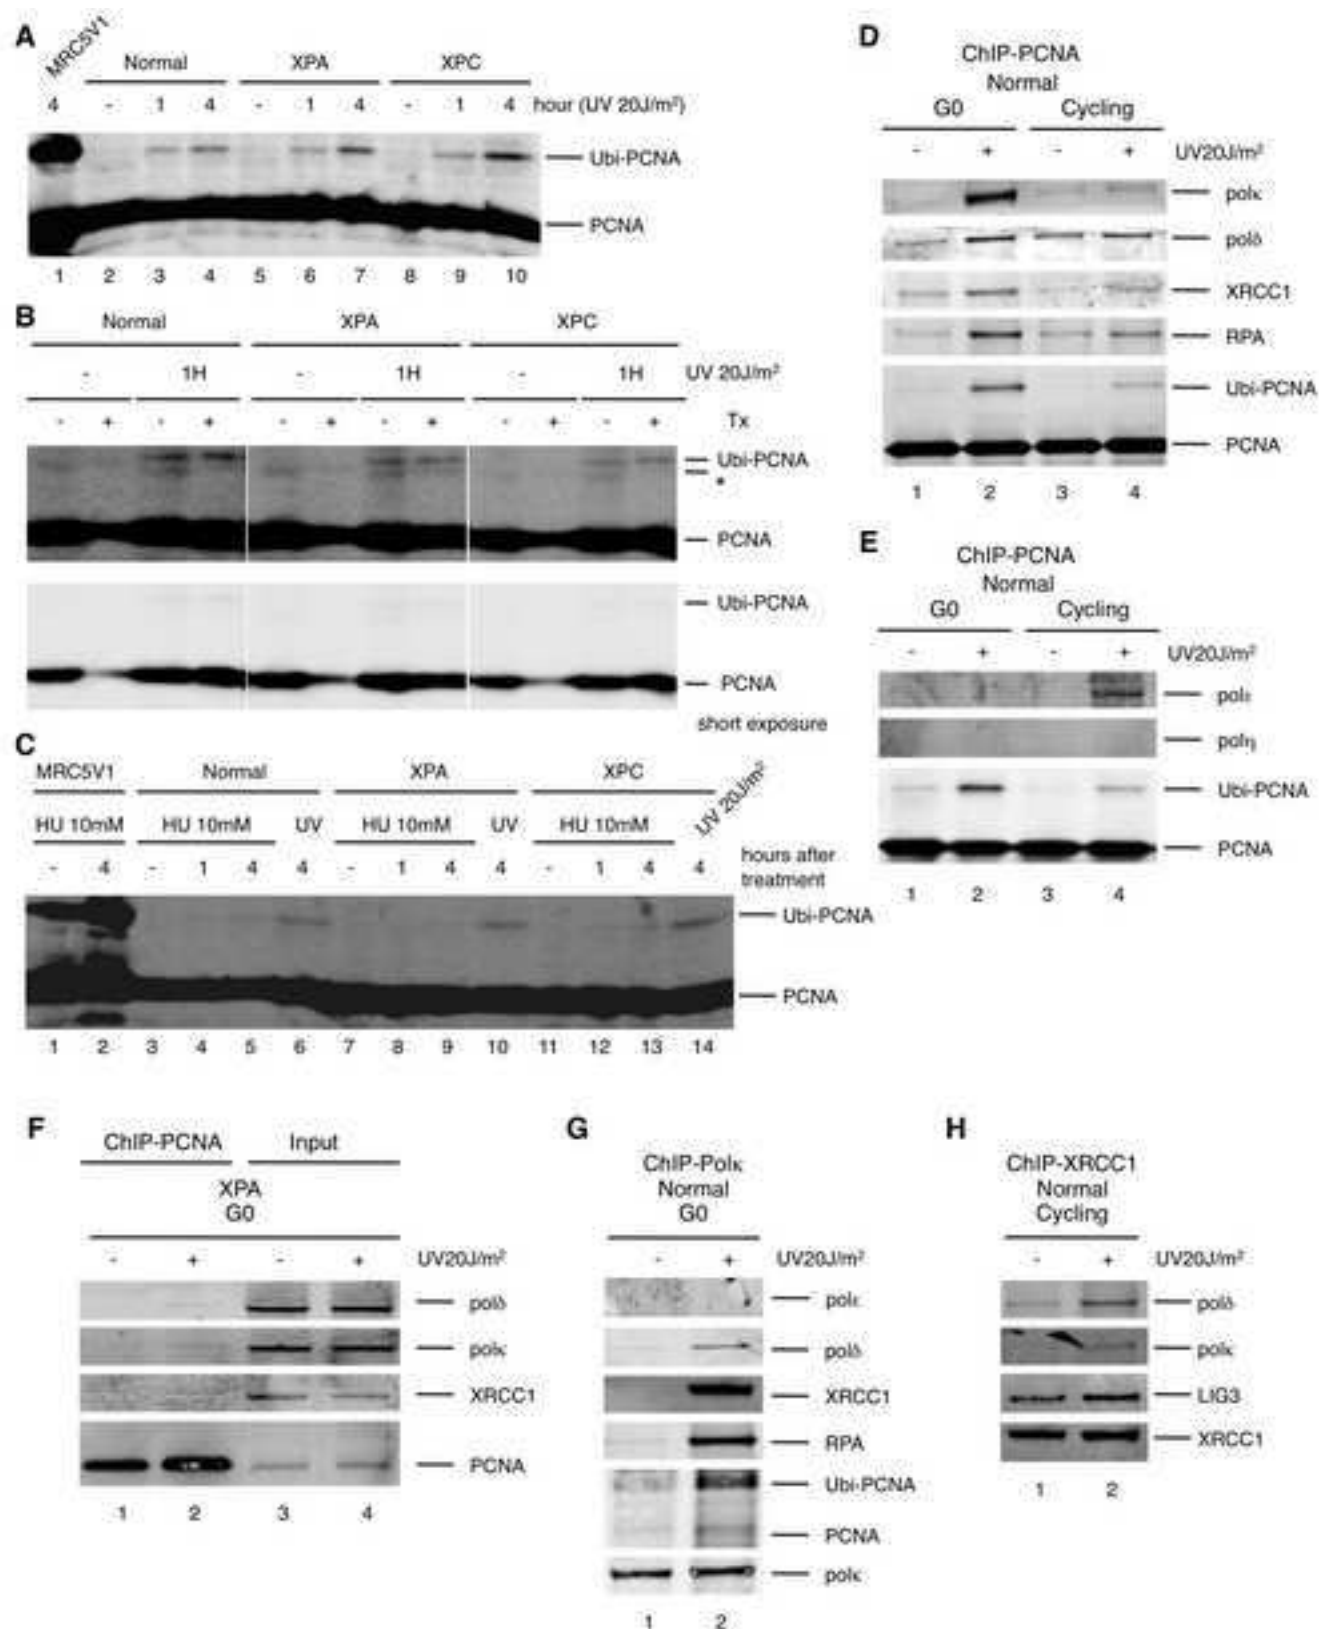 A
MRC5V1
Normal XPA XPC
4 - 1 4 - 1 4 - 1 4 hour (UV 20J/m²)
Ubi-PCNA
PCNA
1 2 3 4 5 6 7 8 9 10
B
Normal XPA XPC
- 1H - 1H - 1H UV 20J/m²
- + - + - + - + - + - + Tx
Ubi-PCNA
*
PCNA
Ubi-PCNA
PCNA
short exposure
C
MRC5V1 Normal XPA XPC
HU 10mM HU 10mM UV HU 10mM UV HU 10mM UV 20J/m²
- 4 - 1 4 4 - 1 4 4 - 1 4 4 hours after
treatment
Ubi-PCNA
PCNA
1 2 3 4 5 6 7 8 9 10 11 12 13 14
D
ChIP-PCNA
Normal
G0 Cycling
- + - + UV20J/m²
polκ
polδ
XRCC1
RPA
Ubi-PCNA
PCNA
1 2 3 4
E
ChIP-PCNA
Normal
G0 Cycling
- + - + UV20J/m²
polε
polη
Ubi-PCNA
PCNA
1 2 3 4
F
ChIP-PCNA Input
XPA
G0
- + - + UV20J/m²
polδ
polκ
XRCC1
PCNA
1 2 3 4
G
ChIP-Polκ
Normal
G0
- + UV20J/m²
polε
polδ
XRCC1
RPA
Ubi-PCNA
PCNA
polκ
1 2
H
ChIP-XRCC1
Normal
Cycling
- + UV20J/m²
polδ
polκ
LIG3
XRCC1
1 2